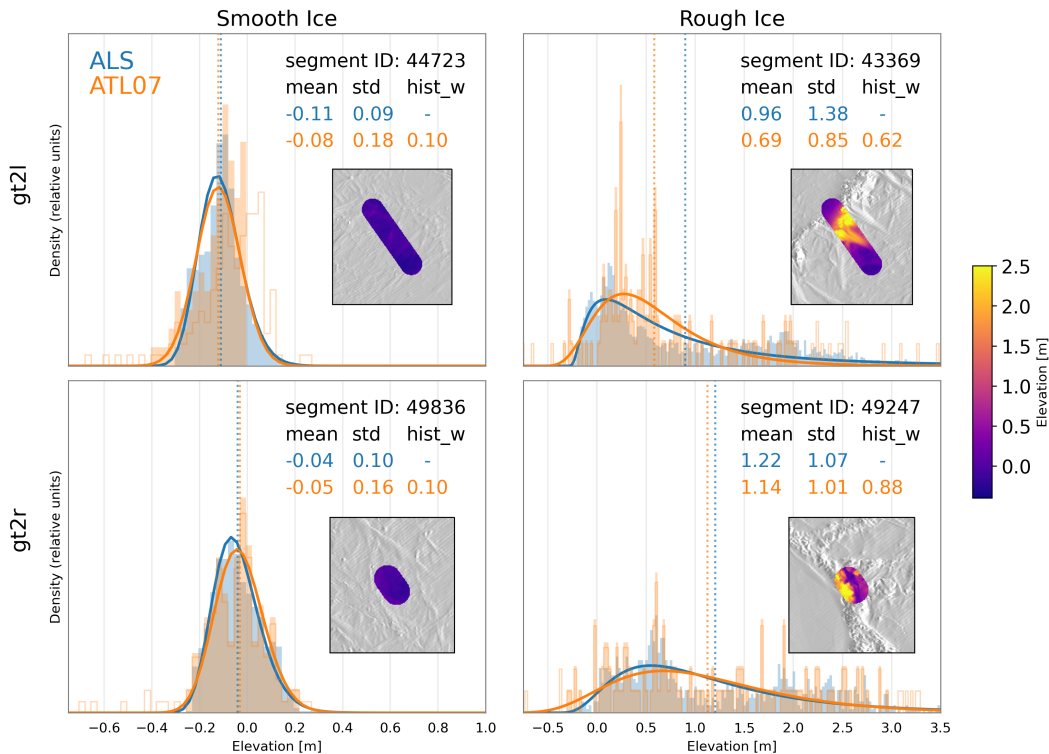 Smooth Ice
Rough Ice
gt2l
Density (relative units)
ALS
ATL07
segment ID: 44723
mean std hist_w
-0.11 0.09 -
-0.08 0.18 0.10
segment ID: 43369
mean std hist_w
0.96 1.38 -
0.69 0.85 0.62
gt2r
Density (relative units)
segment ID: 49836
mean std hist_w
-0.04 0.10 -
-0.05 0.16 0.10
segment ID: 49247
mean std hist_w
1.22 1.07 -
1.14 1.01 0.88
−0.6 −0.4 −0.2 0.0 0.2 0.4 0.6 0.8 1.0
Elevation [m]
−0.5 0.0 0.5 1.0 1.5 2.0 2.5 3.0 3.5
Elevation [m]
2.5
2.0
1.5
1.0
0.5
0.0
Elevation [m]